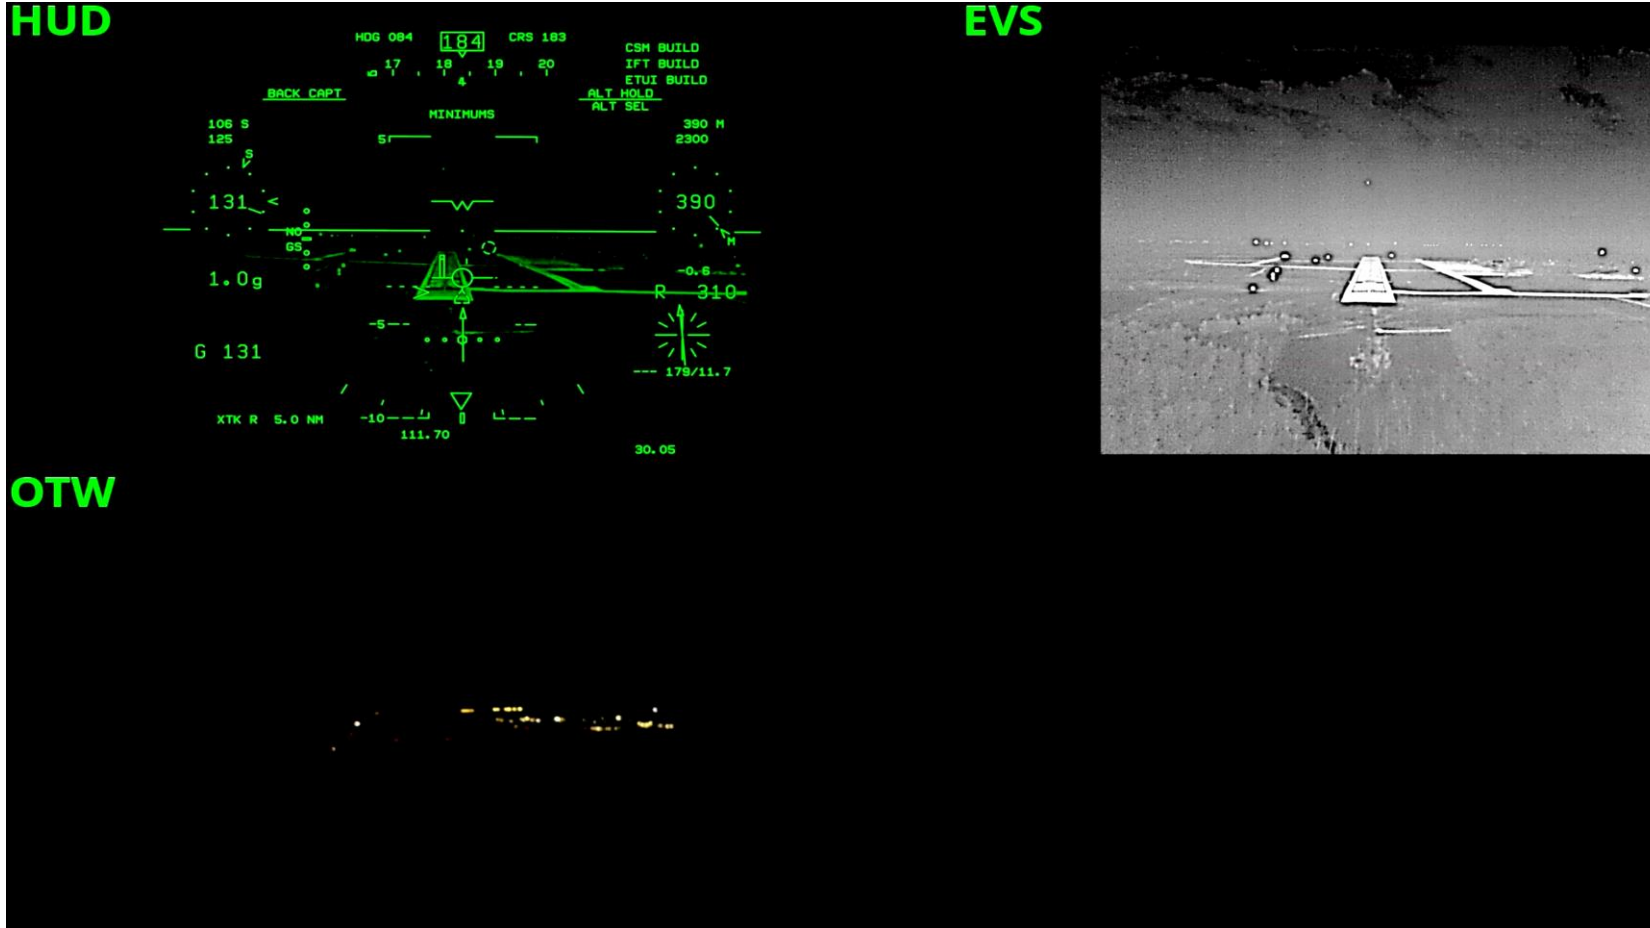 HUD
EVS
HDG 084 184 CRS 183
CSM BUILD
17 18 19 20
IFT BUILD
4
ETUI BUILD
BACK CAPT
ALT HOLD
ALT SEL
MINIMUMS
106 S
390 M
125
5
2300
S
131
390
NO
M
GS
-0.6
1.0g
R 310
-5
G 131
--- 179/11.7
XTK R 5.0 NM
-10
111.70
30.05
OTW